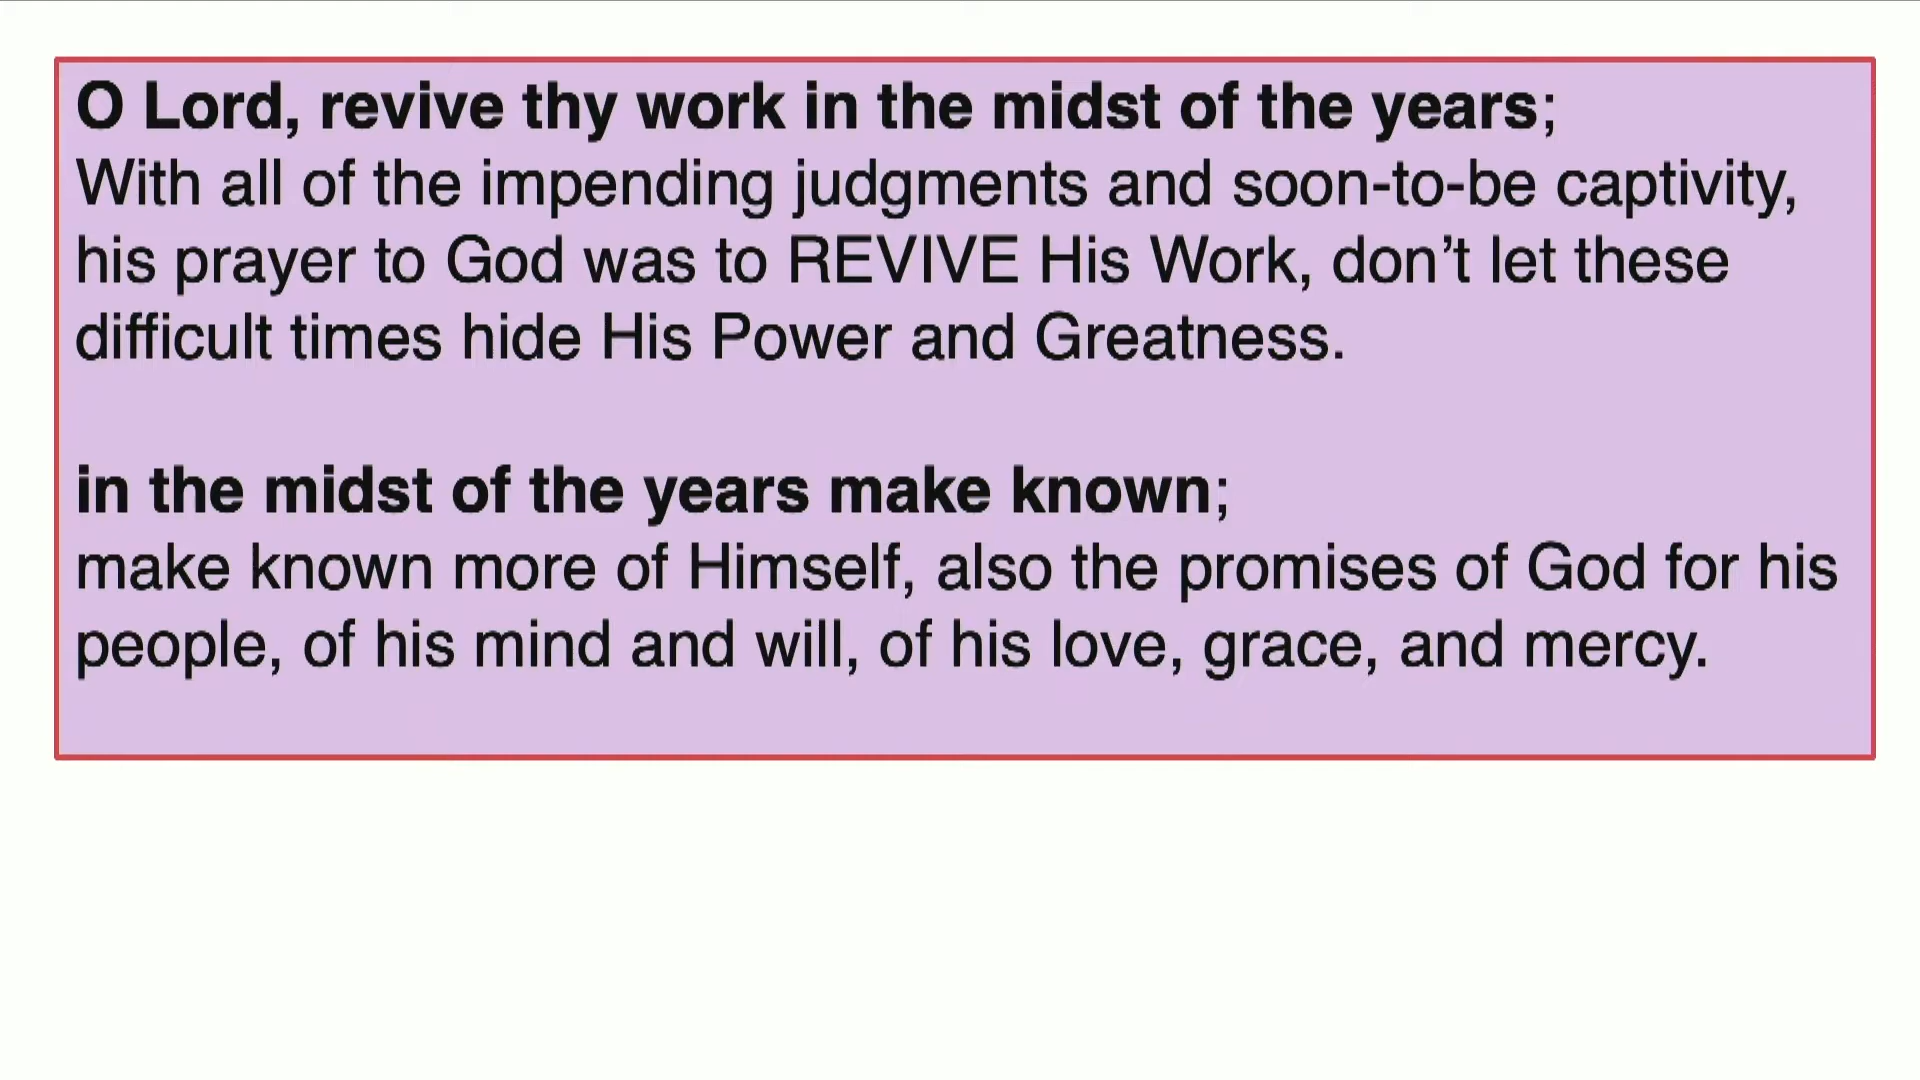 O Lord, revive thy work in the midst of the years;
With all of the impending judgments and soon-to-be captivity,
his prayer to God was to REVIVE His Work, don’t let these
difficult times hide His Power and Greatness.
in the midst of the years make known;
make known more of Himself, also the promises of God for his
people, of his mind and will, of his love, grace, and mercy.